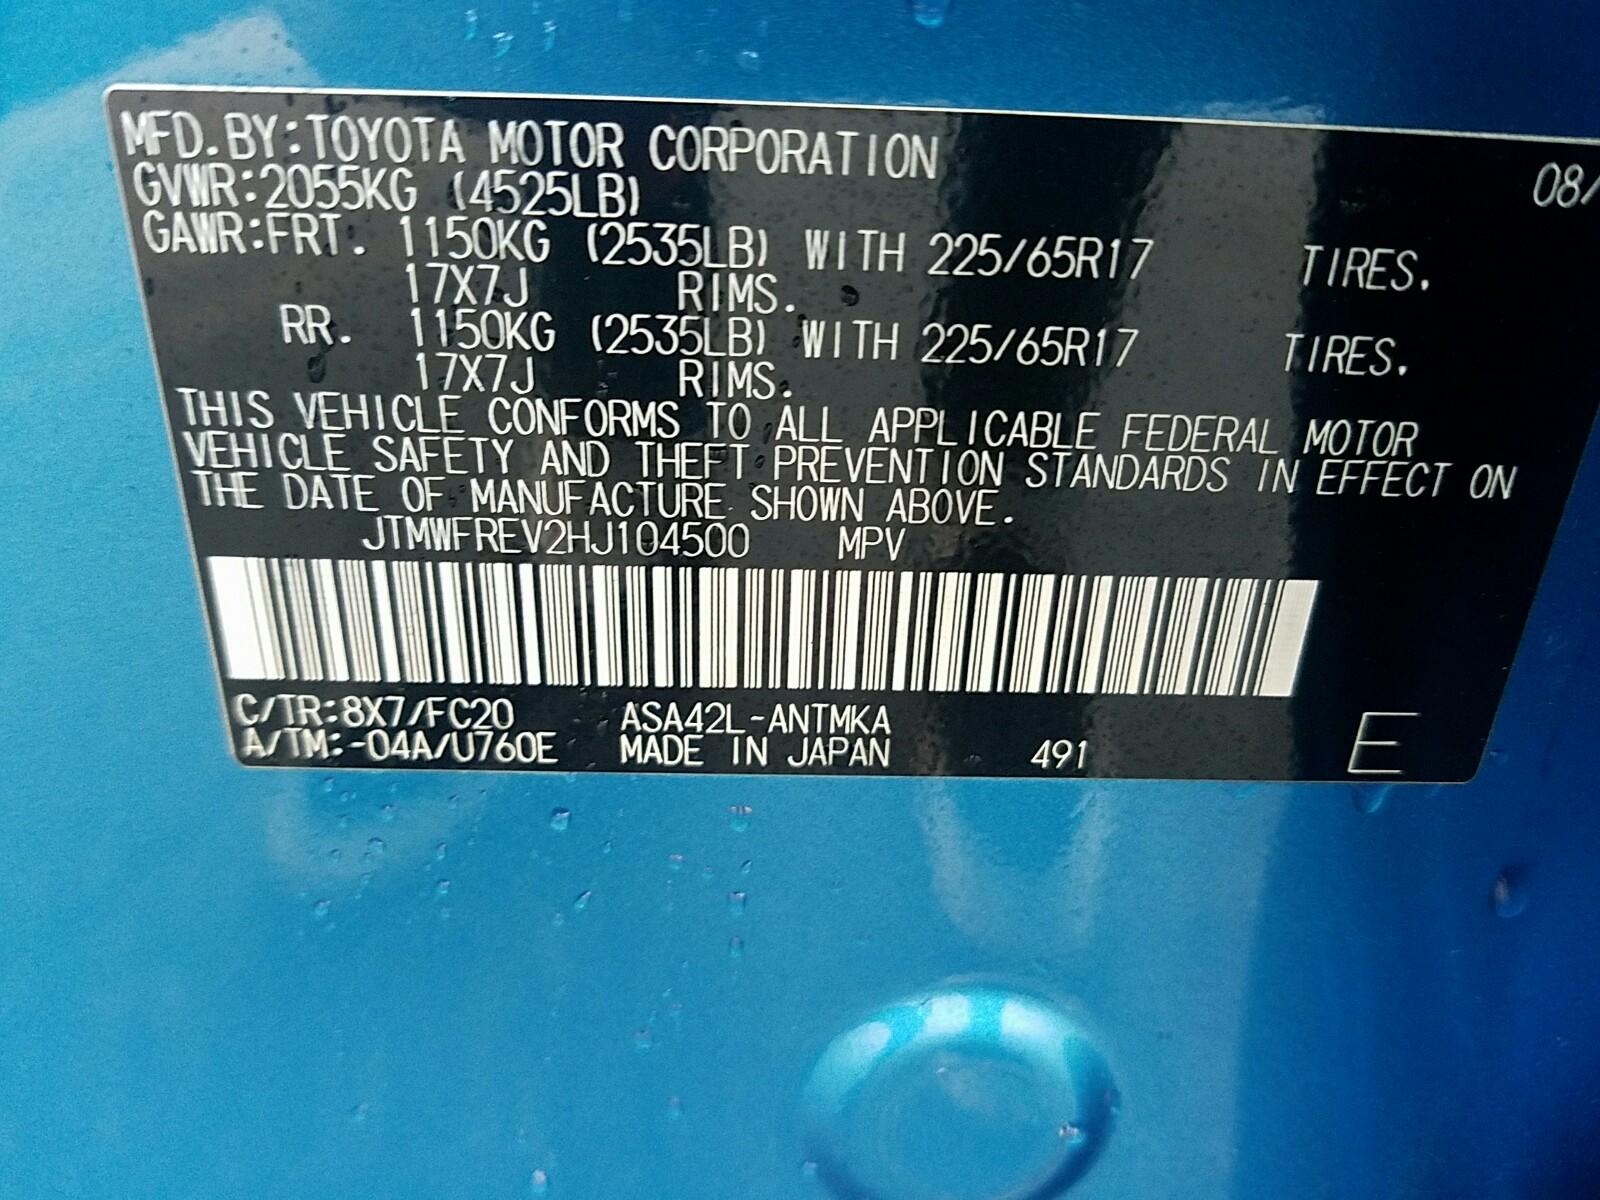 MFD.BY:TOYOTA MOTOR CORPORATION 08/
GVWR:2055KG (4525LB)
GAWR:FRT. 1150KG (2535LB) WITH 225/65R17 TIRES.
17X7J RIMS.
RR. 1150KG (2535LB) WITH 225/65R17 TIRES.
17X7J RIMS.
THIS VEHICLE CONFORMS TO ALL APPLICABLE FEDERAL MOTOR
VEHICLE SAFETY AND THEFT PREVENTION STANDARDS IN EFFECT ON
THE DATE OF MANUFACTURE SHOWN ABOVE.
JTMWFREV2HJ104500 MPV
C/TR:8X7/FC20 ASA42L-ANTMKA
A/TM:-04A/U760E MADE IN JAPAN 491 E